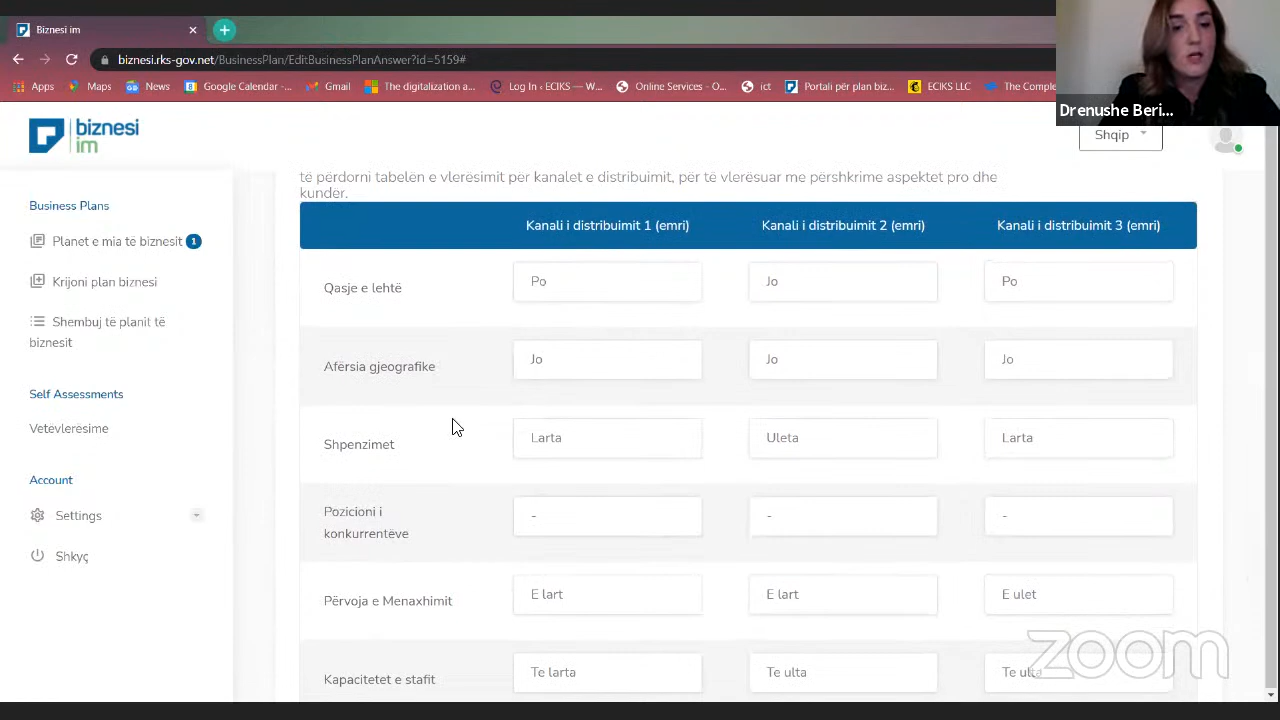 Biznesi im
biznesi.rks-gov.net/BusinessPlan/EditBusinessPlanAnswer?id=5159#
Apps Maps News Google Calendar -... Gmail The digitalization a... Log In ‹ ECIKS — W... Online Services - O... ict Portali për plan biz... ECIKS LLC The Comple
Drenushe Beri...
biznesi
im
Shqip
Business Plans
Planet e mia të biznesit 1
Krijoni plan biznesi
Shembuj të planit të
biznesit
Self Assessments
Vetëvlerësime
Account
Settings
Shkyç
të përdorni tabelën e vlerësimit për kanalet e distribuimit, për të vlerësuar me përshkrime aspektet pro dhe
kundër.
Kanali i distribuimit 1 (emri) Kanali i distribuimit 2 (emri) Kanali i distribuimit 3 (emri)
Qasje e lehtë Po Jo Po
Afërsia gjeografike Jo Jo Jo
Shpenzimet Larta Uleta Larta
Pozicioni i
konkurrentëve - - -
Përvoja e Menaxhimit E lart E lart E ulet
Kapacitetet e stafit Te larta Te ulta Te ulta
zoom